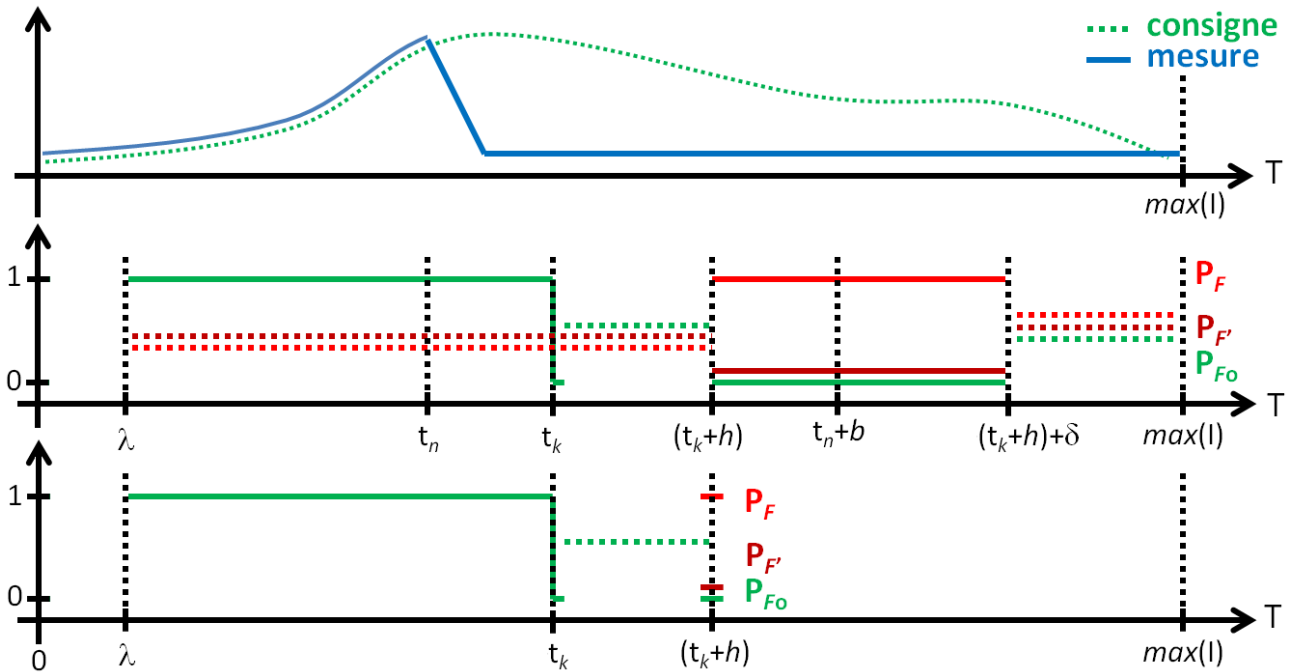 consigne
mesure
T
max(I)
1
P_F
P_F'
P_Fo
0
T
λ t_n t_k (t_k+h) t_n+b (t_k+h)+δ max(I)
1
P_F
P_F'
P_Fo
0
T
0 λ t_k (t_k+h) max(I)